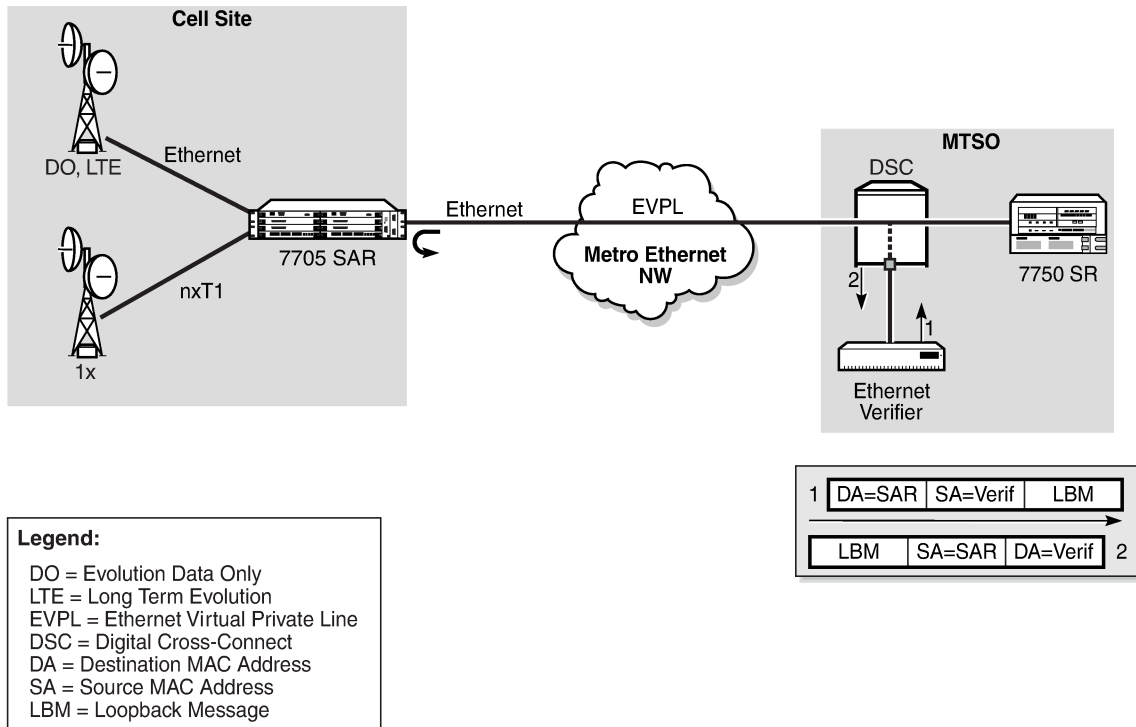 Cell Site
DO, LTE
Ethernet
7705 SAR
nxT1
1x
Ethernet
EVPL
Metro Ethernet
NW
MTSO
DSC
7750 SR
2
1
Ethernet
Verifier
1 DA=SAR SA=Verif LBM
LBM SA=SAR DA=Verif 2
Legend:
DO = Evolution Data Only
LTE = Long Term Evolution
EVPL = Ethernet Virtual Private Line
DSC = Digital Cross-Connect
DA = Destination MAC Address
SA = Source MAC Address
LBM = Loopback Message